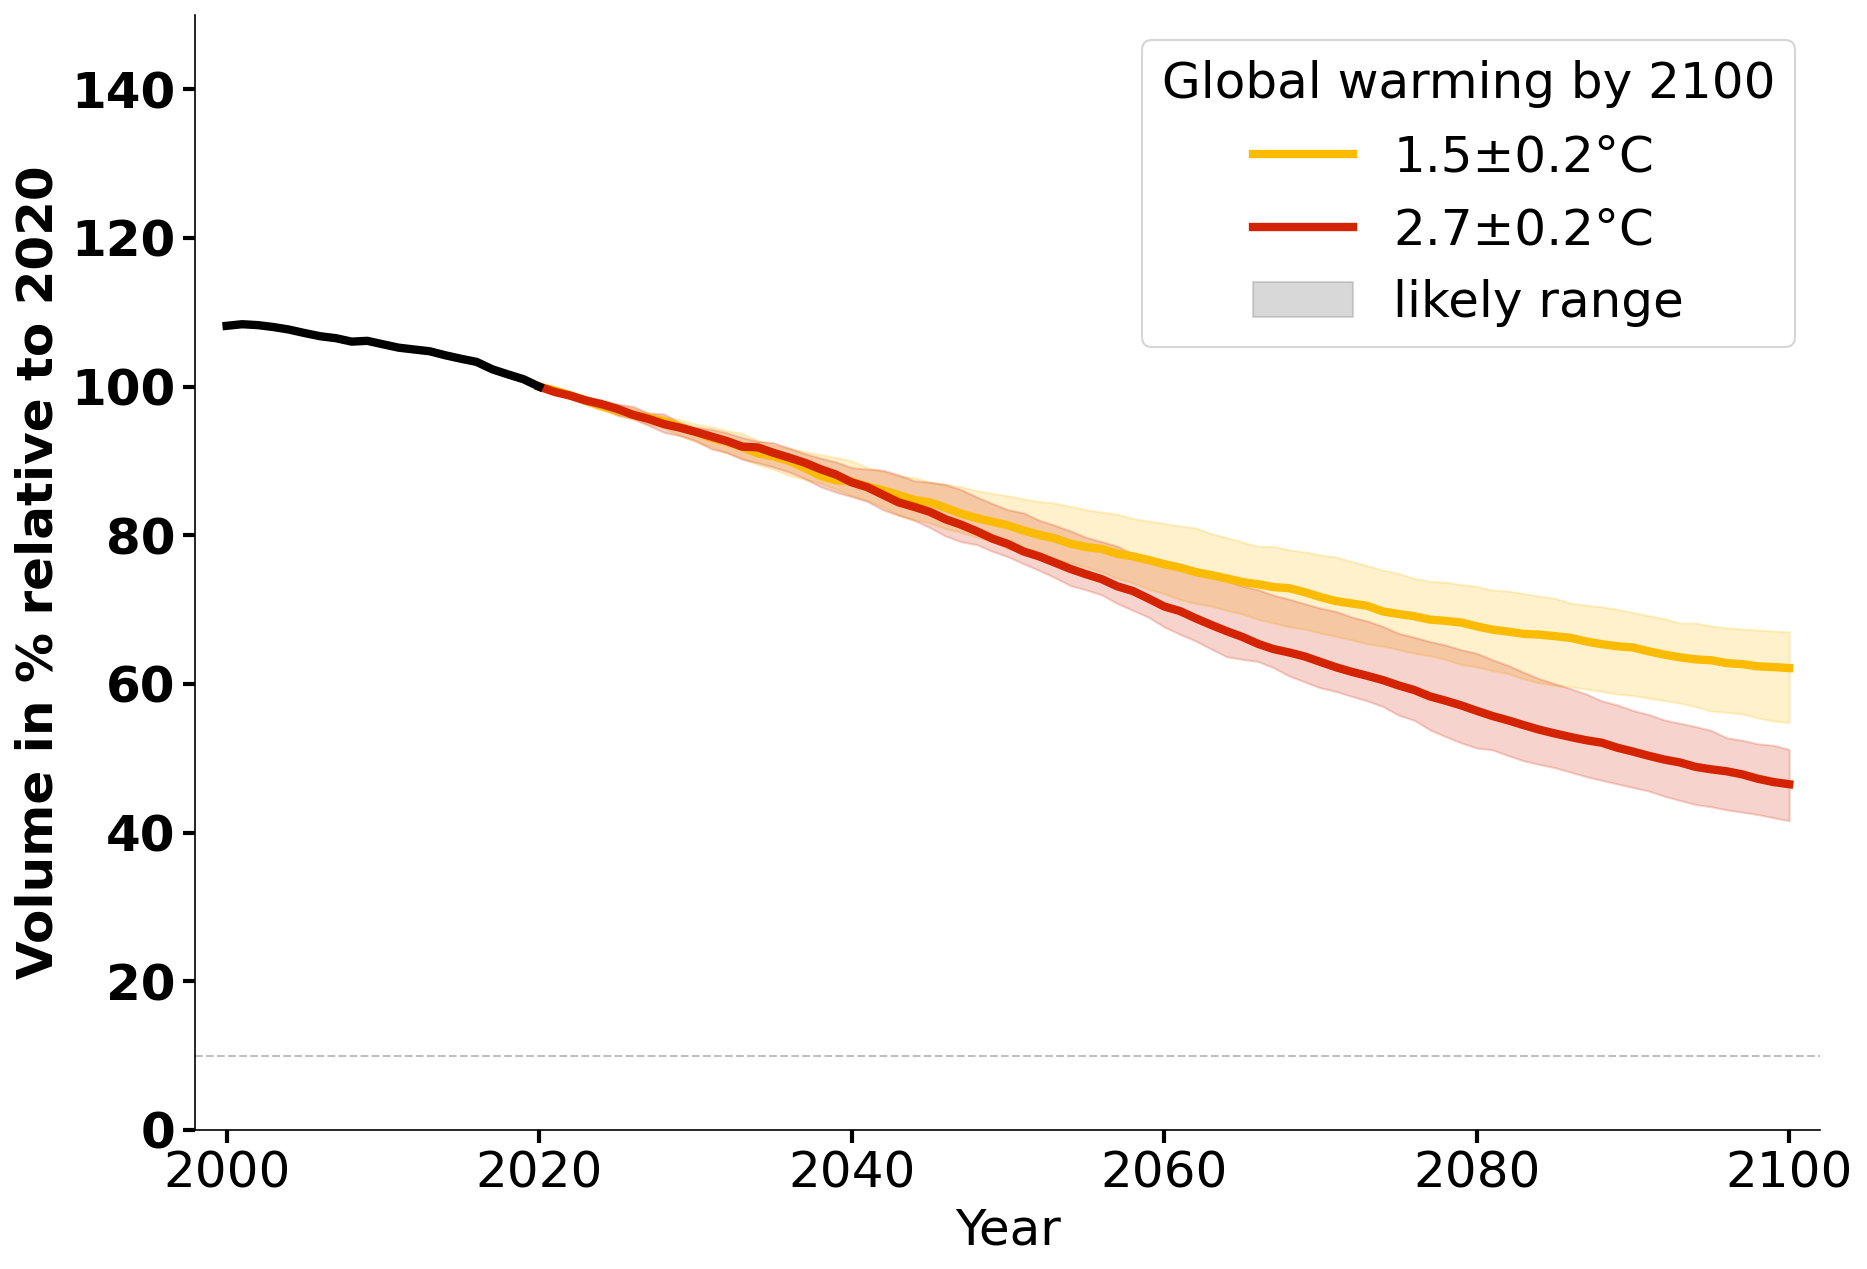 Global warming by 2100
1.5±0.2°C
2.7±0.2°C
likely range
Volume in % relative to 2020
140
120
100
80
60
40
20
0
2000 2020 2040 2060 2080 2100
Year